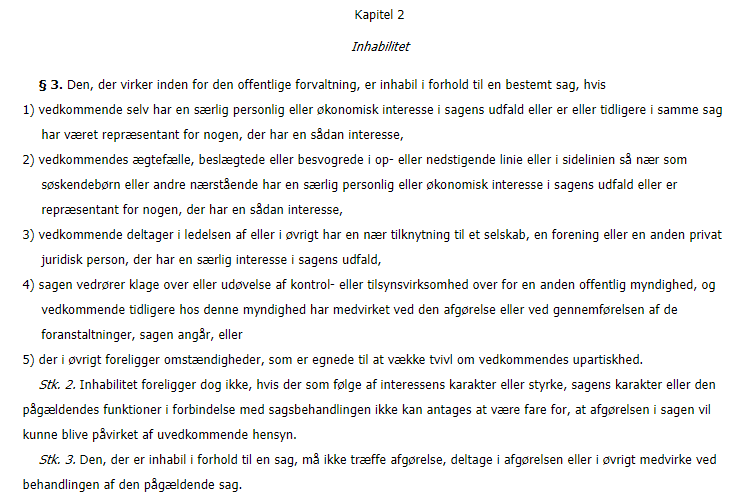 Kapitel 2
Inhabilitet
§ 3. Den, der virker inden for den offentlige forvaltning, er inhabil i forhold til en bestemt sag, hvis
1) vedkommende selv har en særlig personlig eller økonomisk interesse i sagens udfald eller er eller tidligere i samme sag
har været repræsentant for nogen, der har en sådan interesse,
2) vedkommendes ægtefælle, beslægtede eller besvogrede i op- eller nedstigende linie eller i sidelinien så nær som
søskendebørn eller andre nærstående har en særlig personlig eller økonomisk interesse i sagens udfald eller er
repræsentant for nogen, der har en sådan interesse,
3) vedkommende deltager i ledelsen af eller i øvrigt har en nær tilknytning til et selskab, en forening eller en anden privat
juridisk person, der har en særlig interesse i sagens udfald,
4) sagen vedrører klage over eller udøvelse af kontrol- eller tilsynsvirksomhed over for en anden offentlig myndighed, og
vedkommende tidligere hos denne myndighed har medvirket ved den afgørelse eller ved gennemførelsen af de
foranstaltninger, sagen angår, eller
5) der i øvrigt foreligger omstændigheder, som er egnede til at vække tvivl om vedkommendes upartiskhed.
Stk. 2. Inhabilitet foreligger dog ikke, hvis der som følge af interessens karakter eller styrke, sagens karakter eller den
pågældendes funktioner i forbindelse med sagsbehandlingen ikke kan antages at være fare for, at afgørelsen i sagen vil
kunne blive påvirket af uvedkommende hensyn.
Stk. 3. Den, der er inhabil i forhold til en sag, må ikke træffe afgørelse, deltage i afgørelsen eller i øvrigt medvirke ved
behandlingen af den pågældende sag.